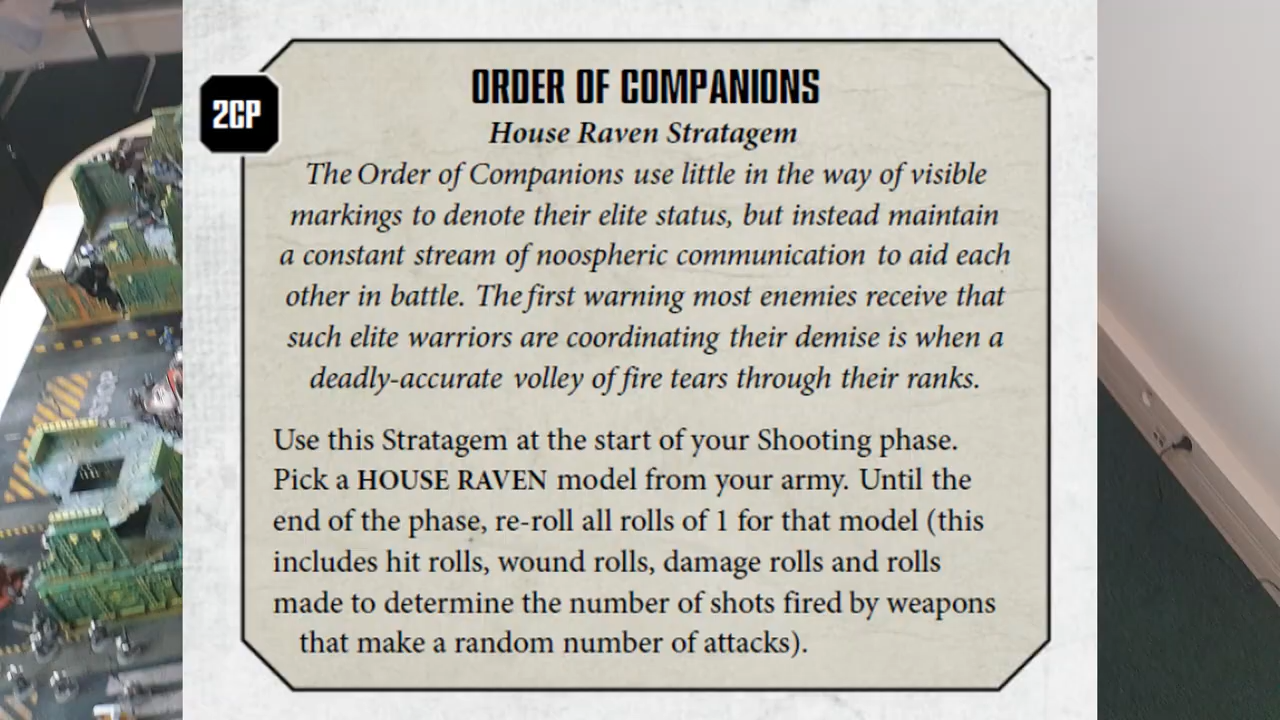 2CP
ORDER OF COMPANIONS
House Raven Stratagem
The Order of Companions use little in the way of visible
markings to denote their elite status, but instead maintain
a constant stream of noospheric communication to aid each
other in battle. The first warning most enemies receive that
such elite warriors are coordinating their demise is when a
deadly-accurate volley of fire tears through their ranks.
Use this Stratagem at the start of your Shooting phase.
Pick a HOUSE RAVEN model from your army. Until the
end of the phase, re-roll all rolls of 1 for that model (this
includes hit rolls, wound rolls, damage rolls and rolls
made to determine the number of shots fired by weapons
that make a random number of attacks).